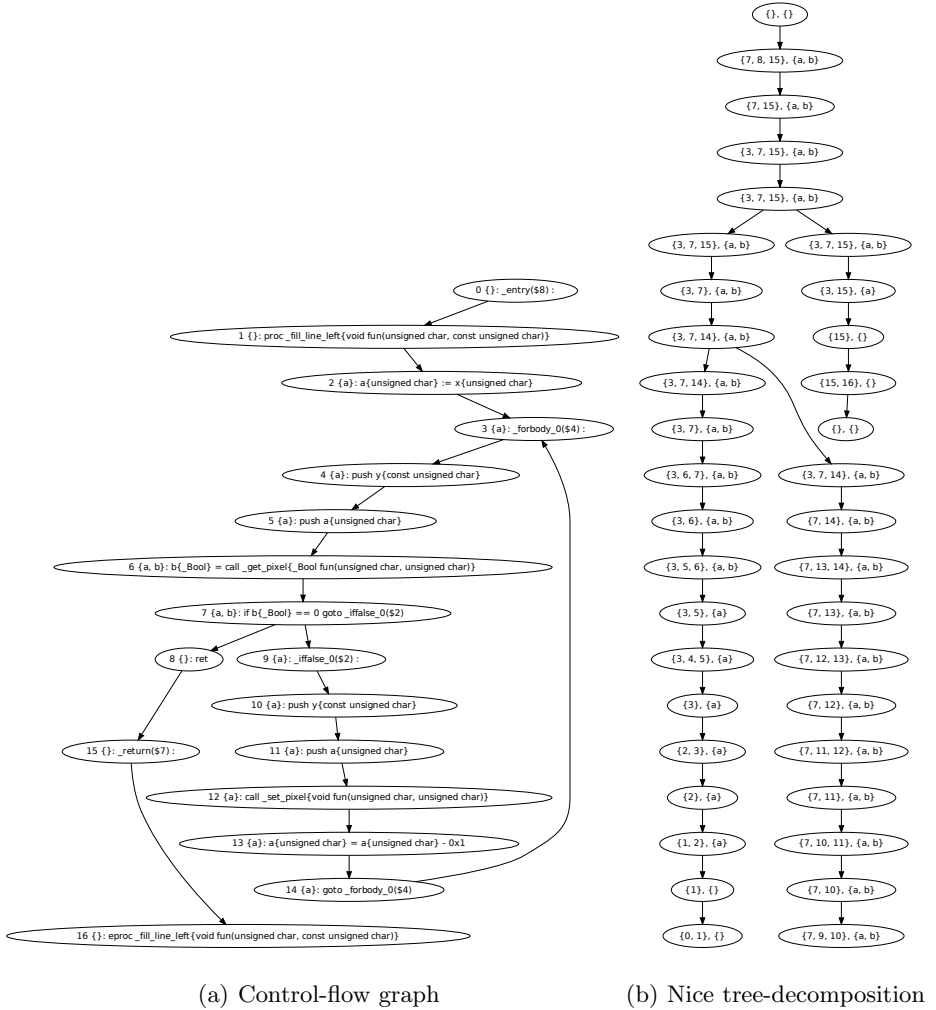 0 {}: _entry($8) :
1 {}: proc _fill_line_left{void fun(unsigned char, const unsigned char)}
2 {a}: a{unsigned char} := x{unsigned char}
3 {a}: _forbody_0($4) :
4 {a}: push y{const unsigned char}
5 {a}: push a{unsigned char}
6 {a, b}: b{_Bool} = call _get_pixel{_Bool fun(unsigned char, unsigned char)}
7 {a, b}: if b{_Bool} == 0 goto _iffalse_0($2)
8 {}: ret
9 {a}: _iffalse_0($2) :
10 {a}: push y{const unsigned char}
15 {}: _return($7) :
11 {a}: push a{unsigned char}
12 {a}: call _set_pixel{void fun(unsigned char, unsigned char)}
13 {a}: a{unsigned char} = a{unsigned char} - 0x1
14 {a}: goto _forbody_0($4)
16 {}: eproc _fill_line_left{void fun(unsigned char, const unsigned char)}
(a) Control-flow graph
{}, {}
{7, 8, 15}, {a, b}
{7, 15}, {a, b}
{3, 7, 15}, {a, b}
{3, 7, 15}, {a, b}
{3, 7, 15}, {a, b}
{3, 7, 15}, {a, b}
{3, 7}, {a, b}
{3, 15}, {a}
{3, 7, 14}, {a, b}
{15}, {}
{3, 7, 14}, {a, b}
{15, 16}, {}
{3, 7}, {a, b}
{}, {}
{3, 6, 7}, {a, b}
{3, 7, 14}, {a, b}
{3, 6}, {a, b}
{7, 14}, {a, b}
{3, 5, 6}, {a, b}
{7, 13, 14}, {a, b}
{3, 5}, {a}
{7, 13}, {a, b}
{3, 4, 5}, {a}
{7, 12, 13}, {a, b}
{3}, {a}
{7, 12}, {a, b}
{2, 3}, {a}
{7, 11, 12}, {a, b}
{2}, {a}
{7, 11}, {a, b}
{1, 2}, {a}
{7, 10, 11}, {a, b}
{1}, {}
{7, 10}, {a, b}
{0, 1}, {}
{7, 9, 10}, {a, b}
(b) Nice tree-decomposition